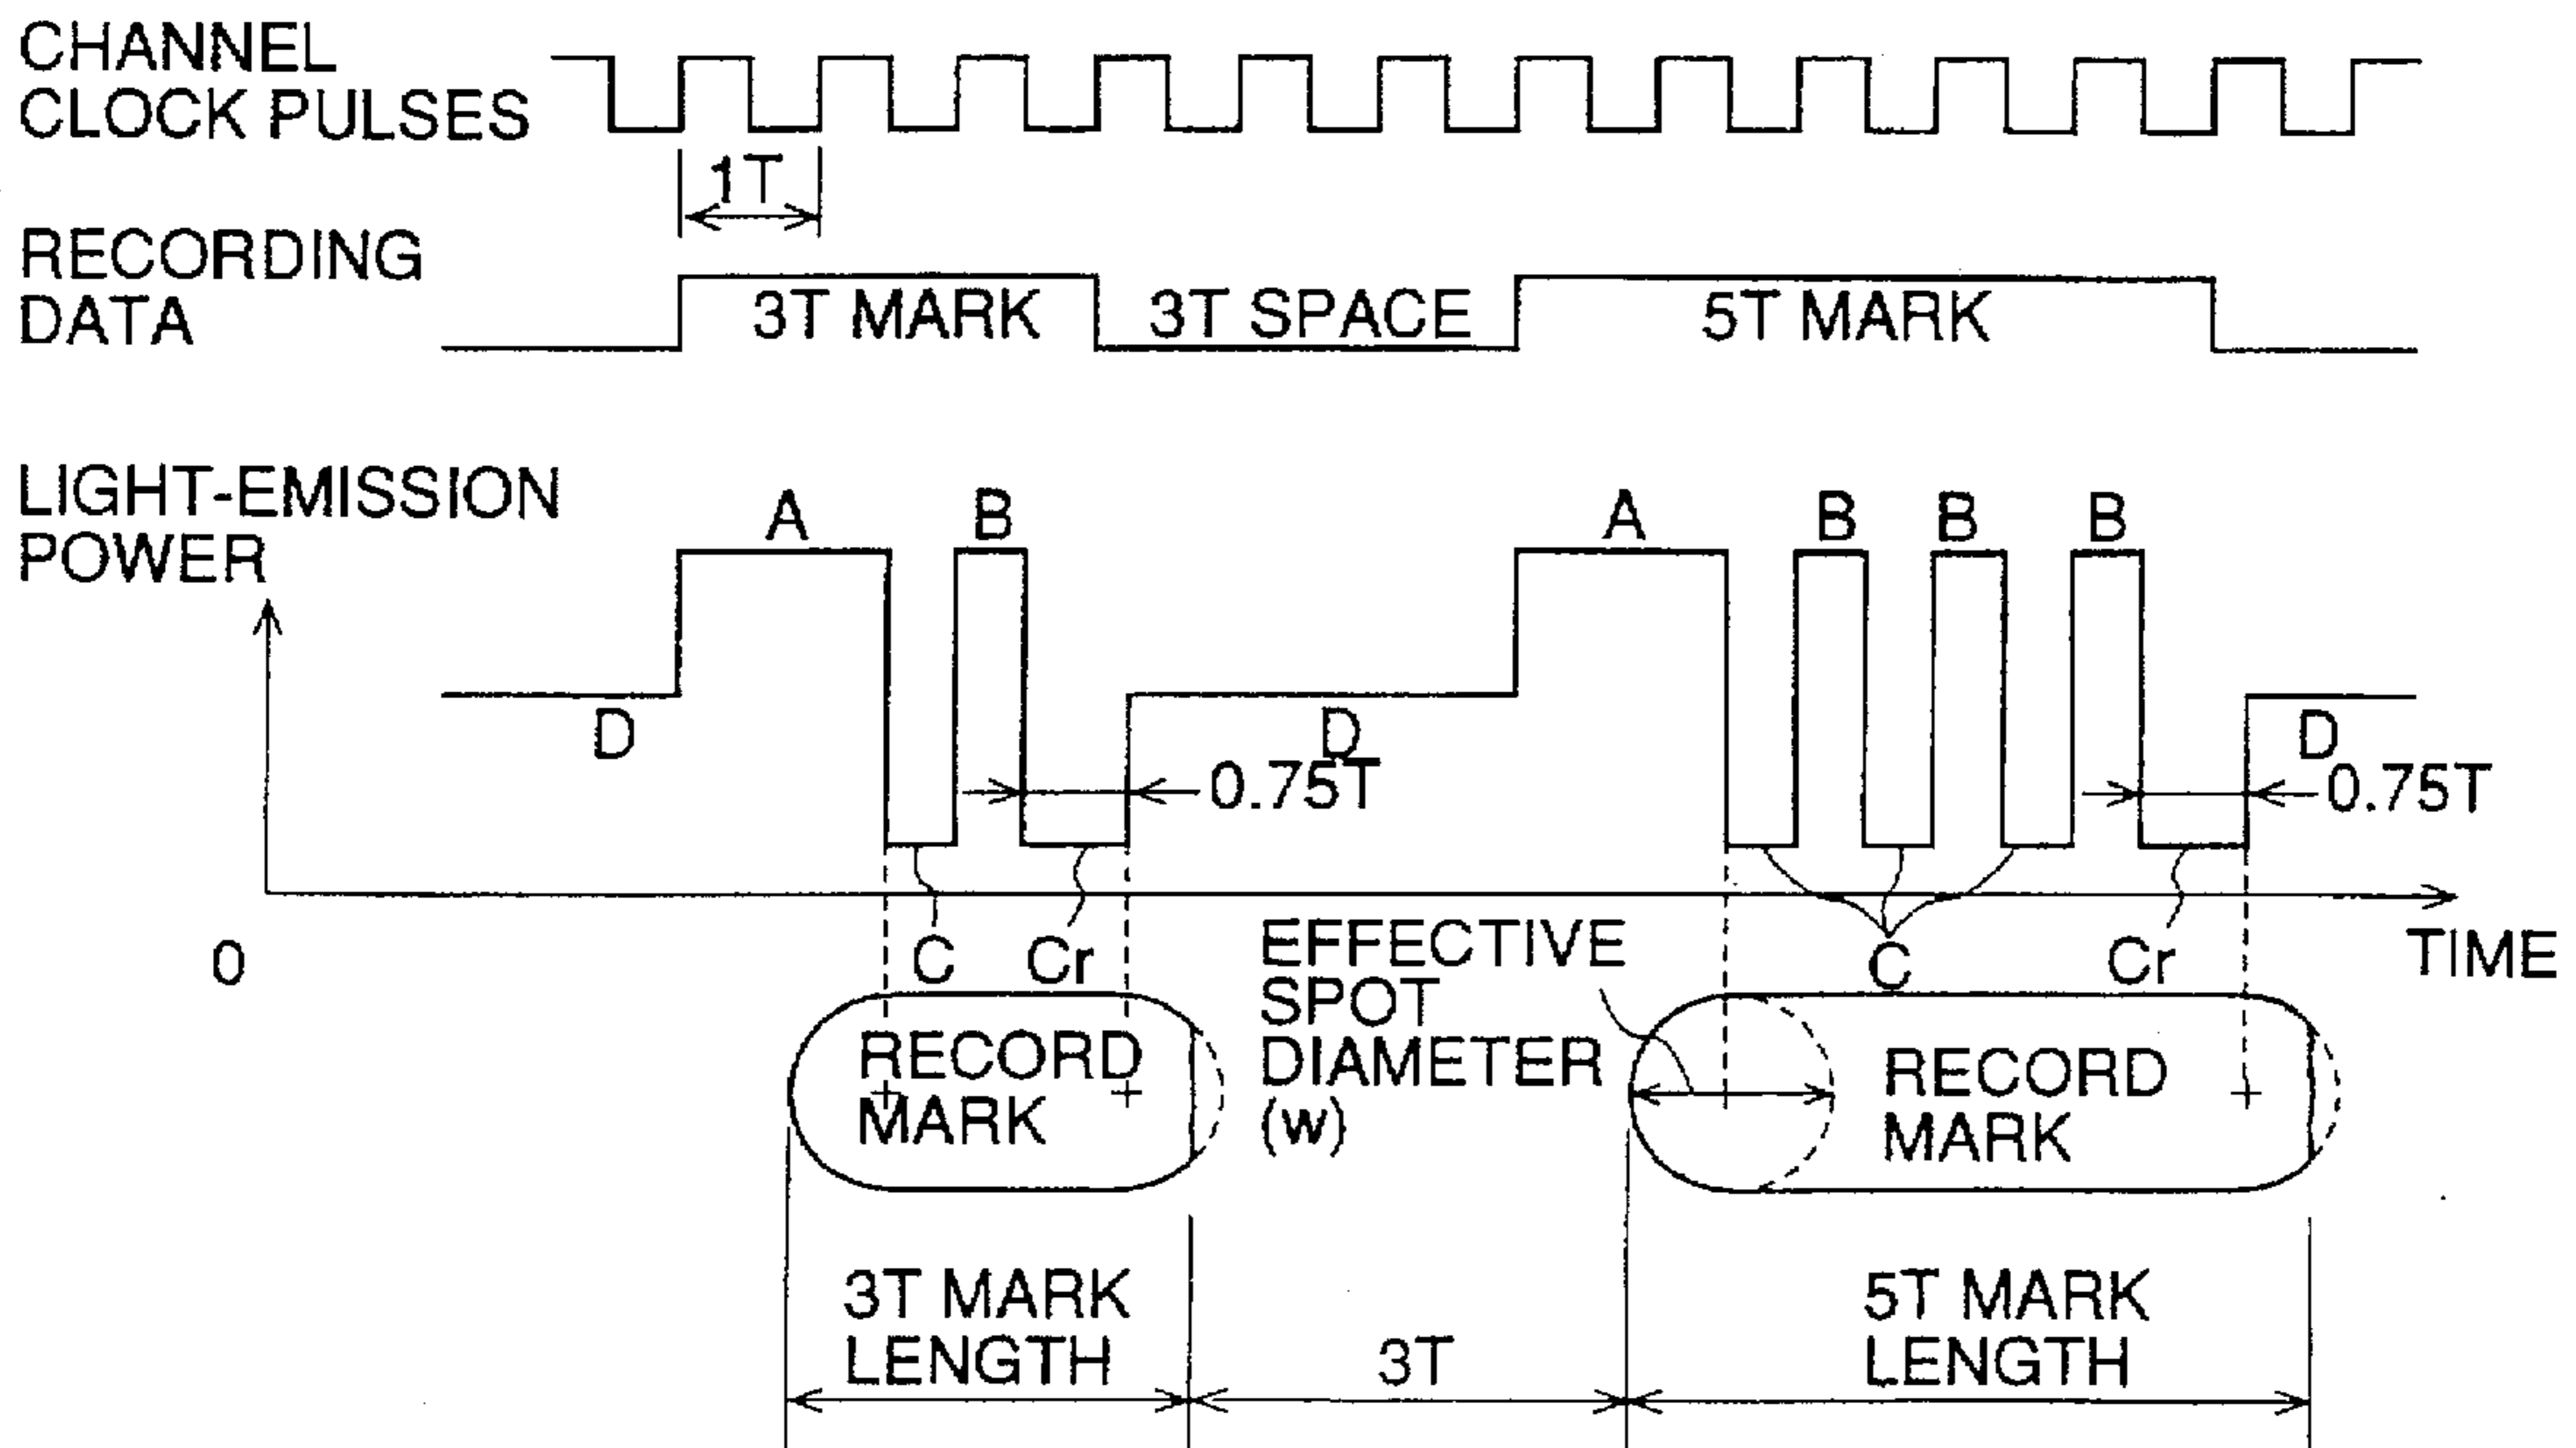 CHANNEL
CLOCK PULSES
1T
RECORDING
DATA
3T MARK
3T SPACE
5T MARK
LIGHT-EMISSION
POWER
A
B
A
B
B
B
D
D
D
0.75T
0.75T
0
C
Cr
C
Cr
TIME
EFFECTIVE
SPOT
DIAMETER
(w)
RECORD
MARK
RECORD
MARK
3T MARK
LENGTH
3T
5T MARK
LENGTH